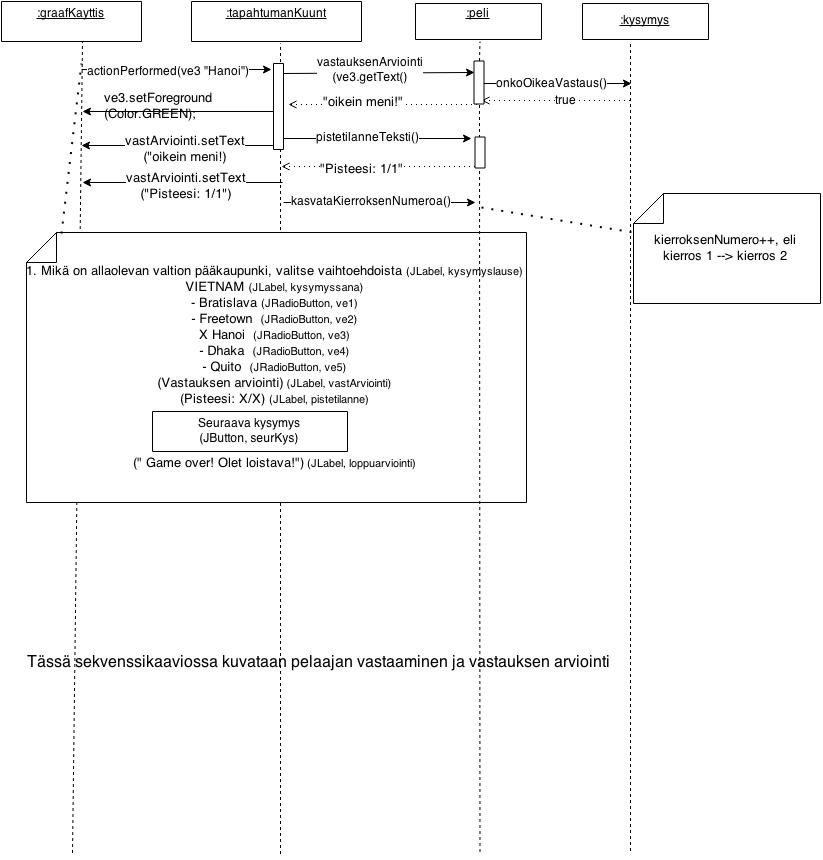 :graafKayttis
:tapahtumanKuunt
:peli
:kysymys
actionPerformed(ve3 "Hanoi")
vastauksenArviointi
(ve3.getText()
onkoOikeaVastaus()
true
"oikein meni!"
ve3.setForeground
(Color.GREEN);
pistetilanneTeksti()
vastArviointi.setText
("oikein meni!)
"Pisteesi: 1/1"
vastArviointi.setText
("Pisteesi: 1/1")
kasvataKierroksenNumeroa()
kierroksenNumero++, eli
kierros 1 --> kierros 2
1. Mikä on allaolevan valtion pääkaupunki, valitse vaihtoehdoista (JLabel, kysymyslause)
VIETNAM (JLabel, kysymyssana)
- Bratislava (JRadioButton, ve1)
- Freetown (JRadioButton, ve2)
X Hanoi (JRadioButton, ve3)
- Dhaka (JRadioButton, ve4)
- Quito (JRadioButton, ve5)
(Vastauksen arviointi) (JLabel, vastArviointi)
(Pisteesi: X/X) (JLabel, pistetilanne)
Seuraava kysymys
(JButton, seurKys)
(" Game over! Olet loistava!") (JLabel, loppuarviointi)
Tässä sekvenssikaaviossa kuvataan pelaajan vastaaminen ja vastauksen arviointi